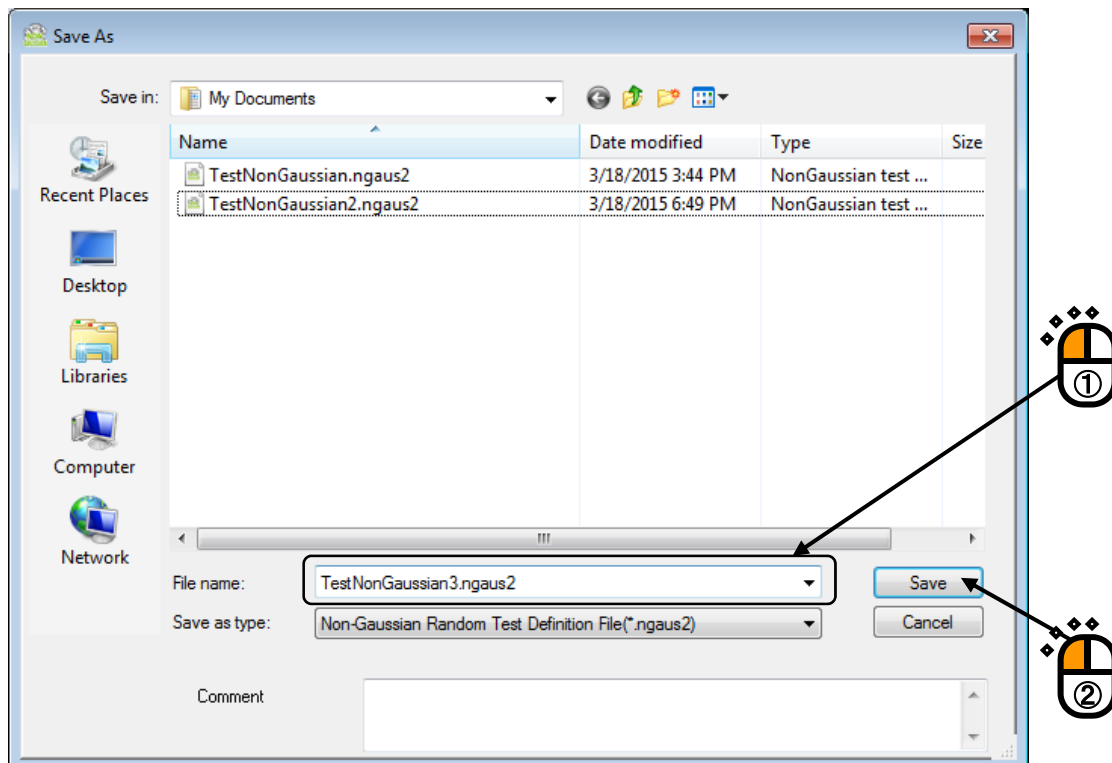 Save As
Save in: My Documents
Name Date modified Type Size
TestNonGaussian.ngaus2 3/18/2015 3:44 PM NonGaussian test ...
TestNonGaussian2.ngaus2 3/18/2015 6:49 PM NonGaussian test ...
Recent Places
Desktop
Libraries
Computer
Network
File name: TestNonGaussian3.ngaus2 Save
Save as type: Non-Gaussian Random Test Definition File(*.ngaus2) Cancel
Comment
①
②